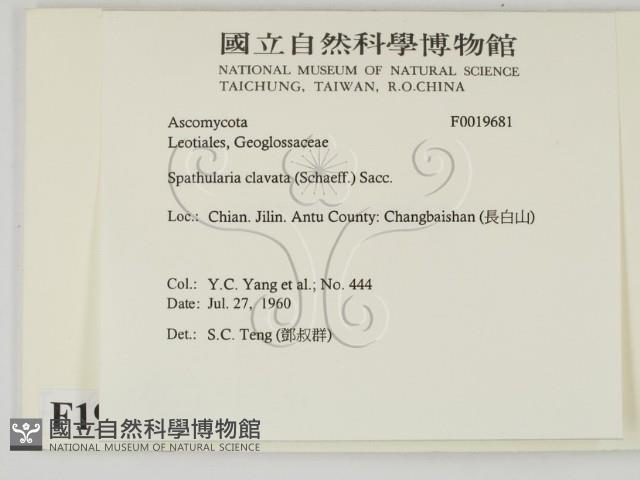 國立自然科學博物館
NATIONAL MUSEUM OF NATURAL SCIENCE
TAICHUNG, TAIWAN, R.O.CHINA
Ascomycota F0019681
Leotiales, Geoglossaceae
Spathularia clavata (Schaeff.) Sacc.
Loc.: Chian. Jilin. Antu County: Changbaishan (長白山)
Col.: Y.C. Yang et al.; No. 444
Date: Jul. 27, 1960
Det.: S.C. Teng (鄧叔群)
F19
國立自然科學博物館
NATIONAL MUSEUM OF NATURAL SCIENCE